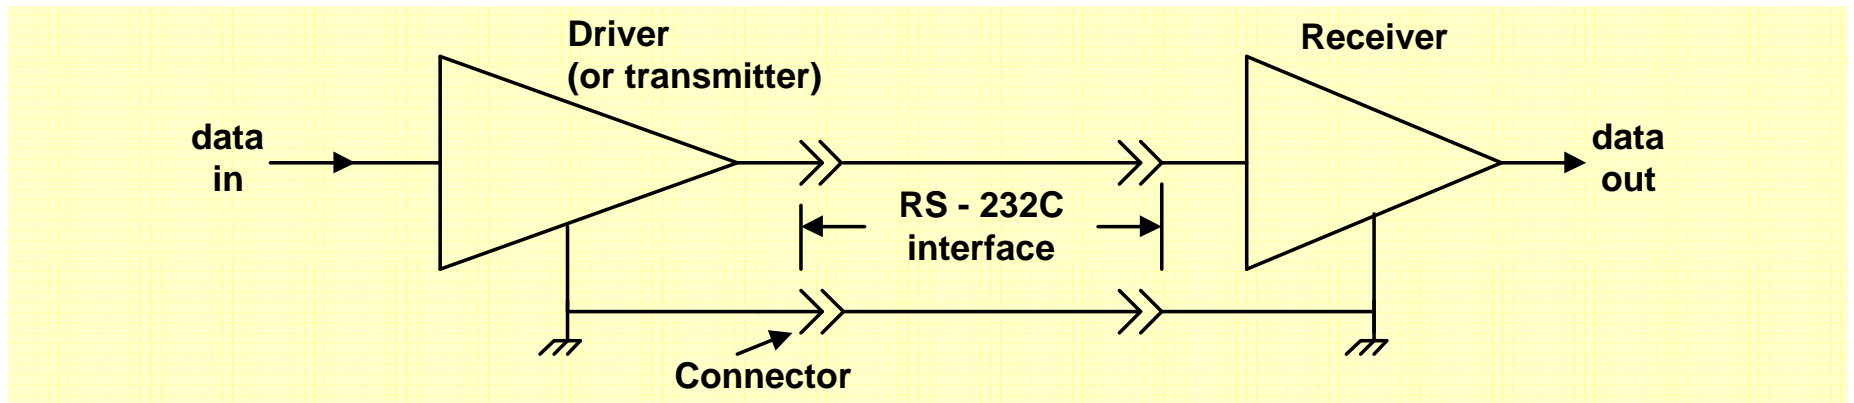 Driver
(or transmitter)
Receiver
data
in
data
out
RS - 232C
interface
Connector